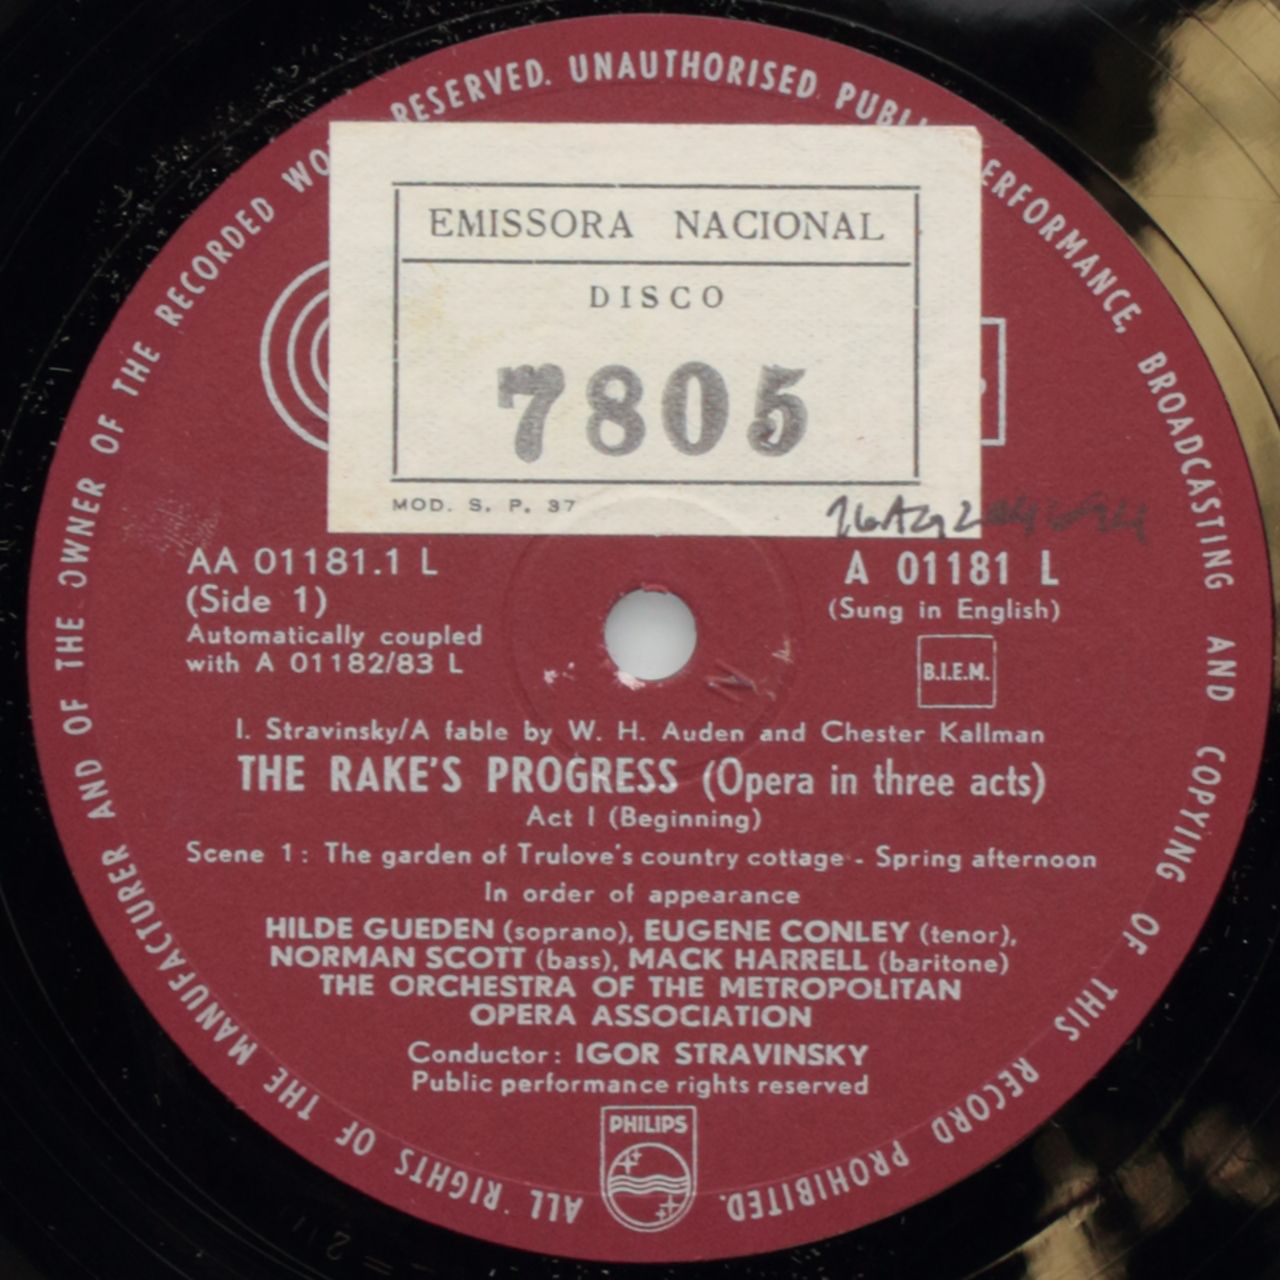 ALL RIGHTS OF THE MANUFACTURER AND OF THE OWNER OF THE RECORDED WO RESERVED. UNAUTHORISED PUBLI ERFORMANCE, BROADCASTING AND COPYING OF THIS RECORD PROHIBITED.
EMISSORA NACIONAL
DISCO
7805
MOD. S. P. 37
AA 01181.1 L
(Side 1)
Automatically coupled
with A 01182/83 L
A 01181 L
(Sung in English)
B.I.E.M.
I. Stravinsky/A fable by W. H. Auden and Chester Kallman
THE RAKE'S PROGRESS (Opera in three acts)
Act I (Beginning)
Scene 1: The garden of Trulove's country cottage - Spring afternoon
In order of appearance
HILDE GUEDEN (soprano), EUGENE CONLEY (tenor),
NORMAN SCOTT (bass), MACK HARRELL (baritone)
THE ORCHESTRA OF THE METROPOLITAN
OPERA ASSOCIATION
Conductor: IGOR STRAVINSKY
Public performance rights reserved
PHILIPS